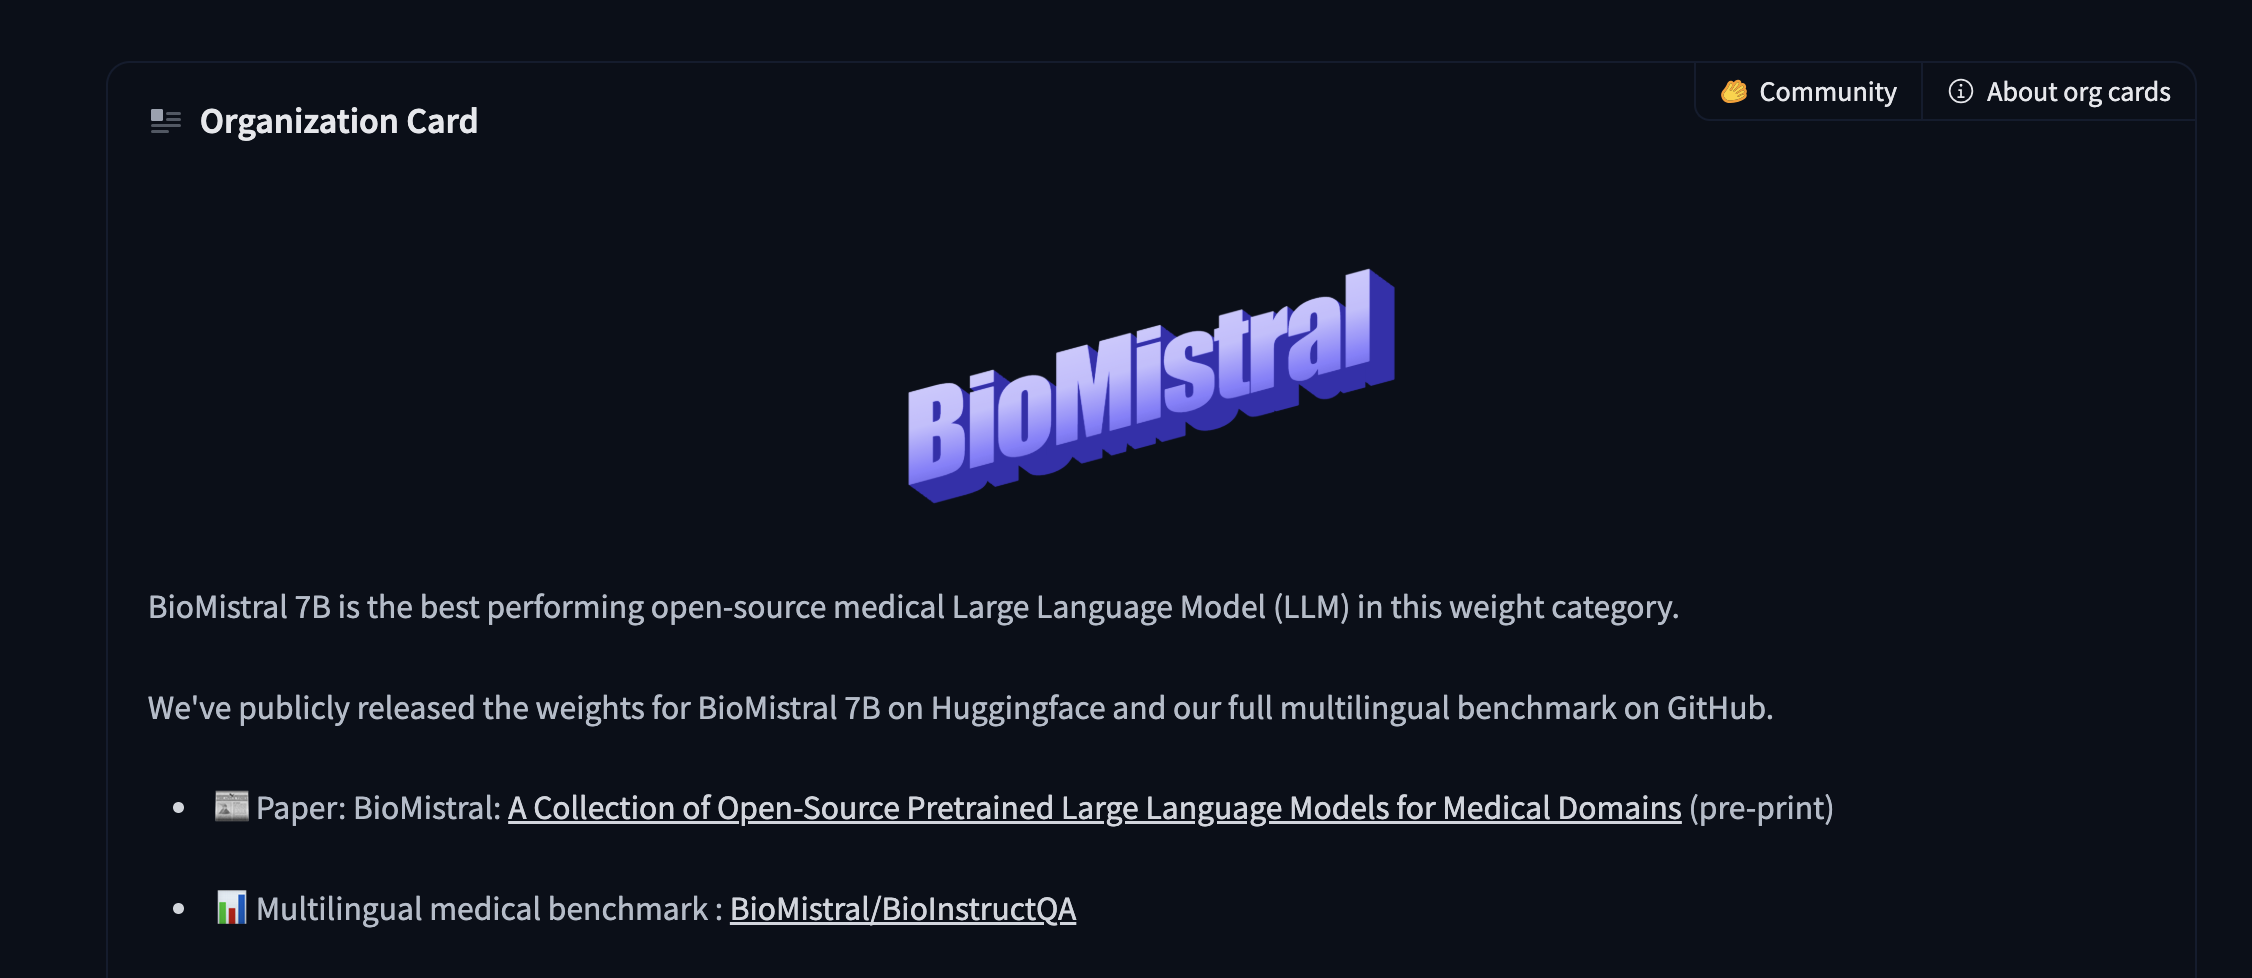 Community
About org cards
Organization Card
BioMistral
BioMistral 7B is the best performing open-source medical Large Language Model (LLM) in this weight category.
We've publicly released the weights for BioMistral 7B on Huggingface and our full multilingual benchmark on GitHub.
Paper: BioMistral: A Collection of Open-Source Pretrained Large Language Models for Medical Domains (pre-print)
Multilingual medical benchmark : BioMistral/BioInstructQA